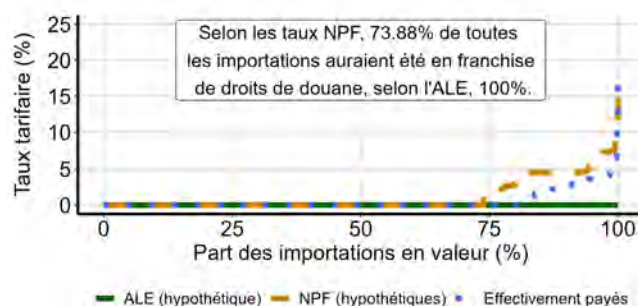 Taux tarifaire (%)
25
20
15
10
5
0
Selon les taux NPF, 73.88% de toutes
les importations auraient été en franchise
de droits de douane, selon l'ALE, 100%.
0 25 50 75 100
Part des importations en valeur (%)
ALE (hypothétique) NPF (hypothétiques) Effectivement payés